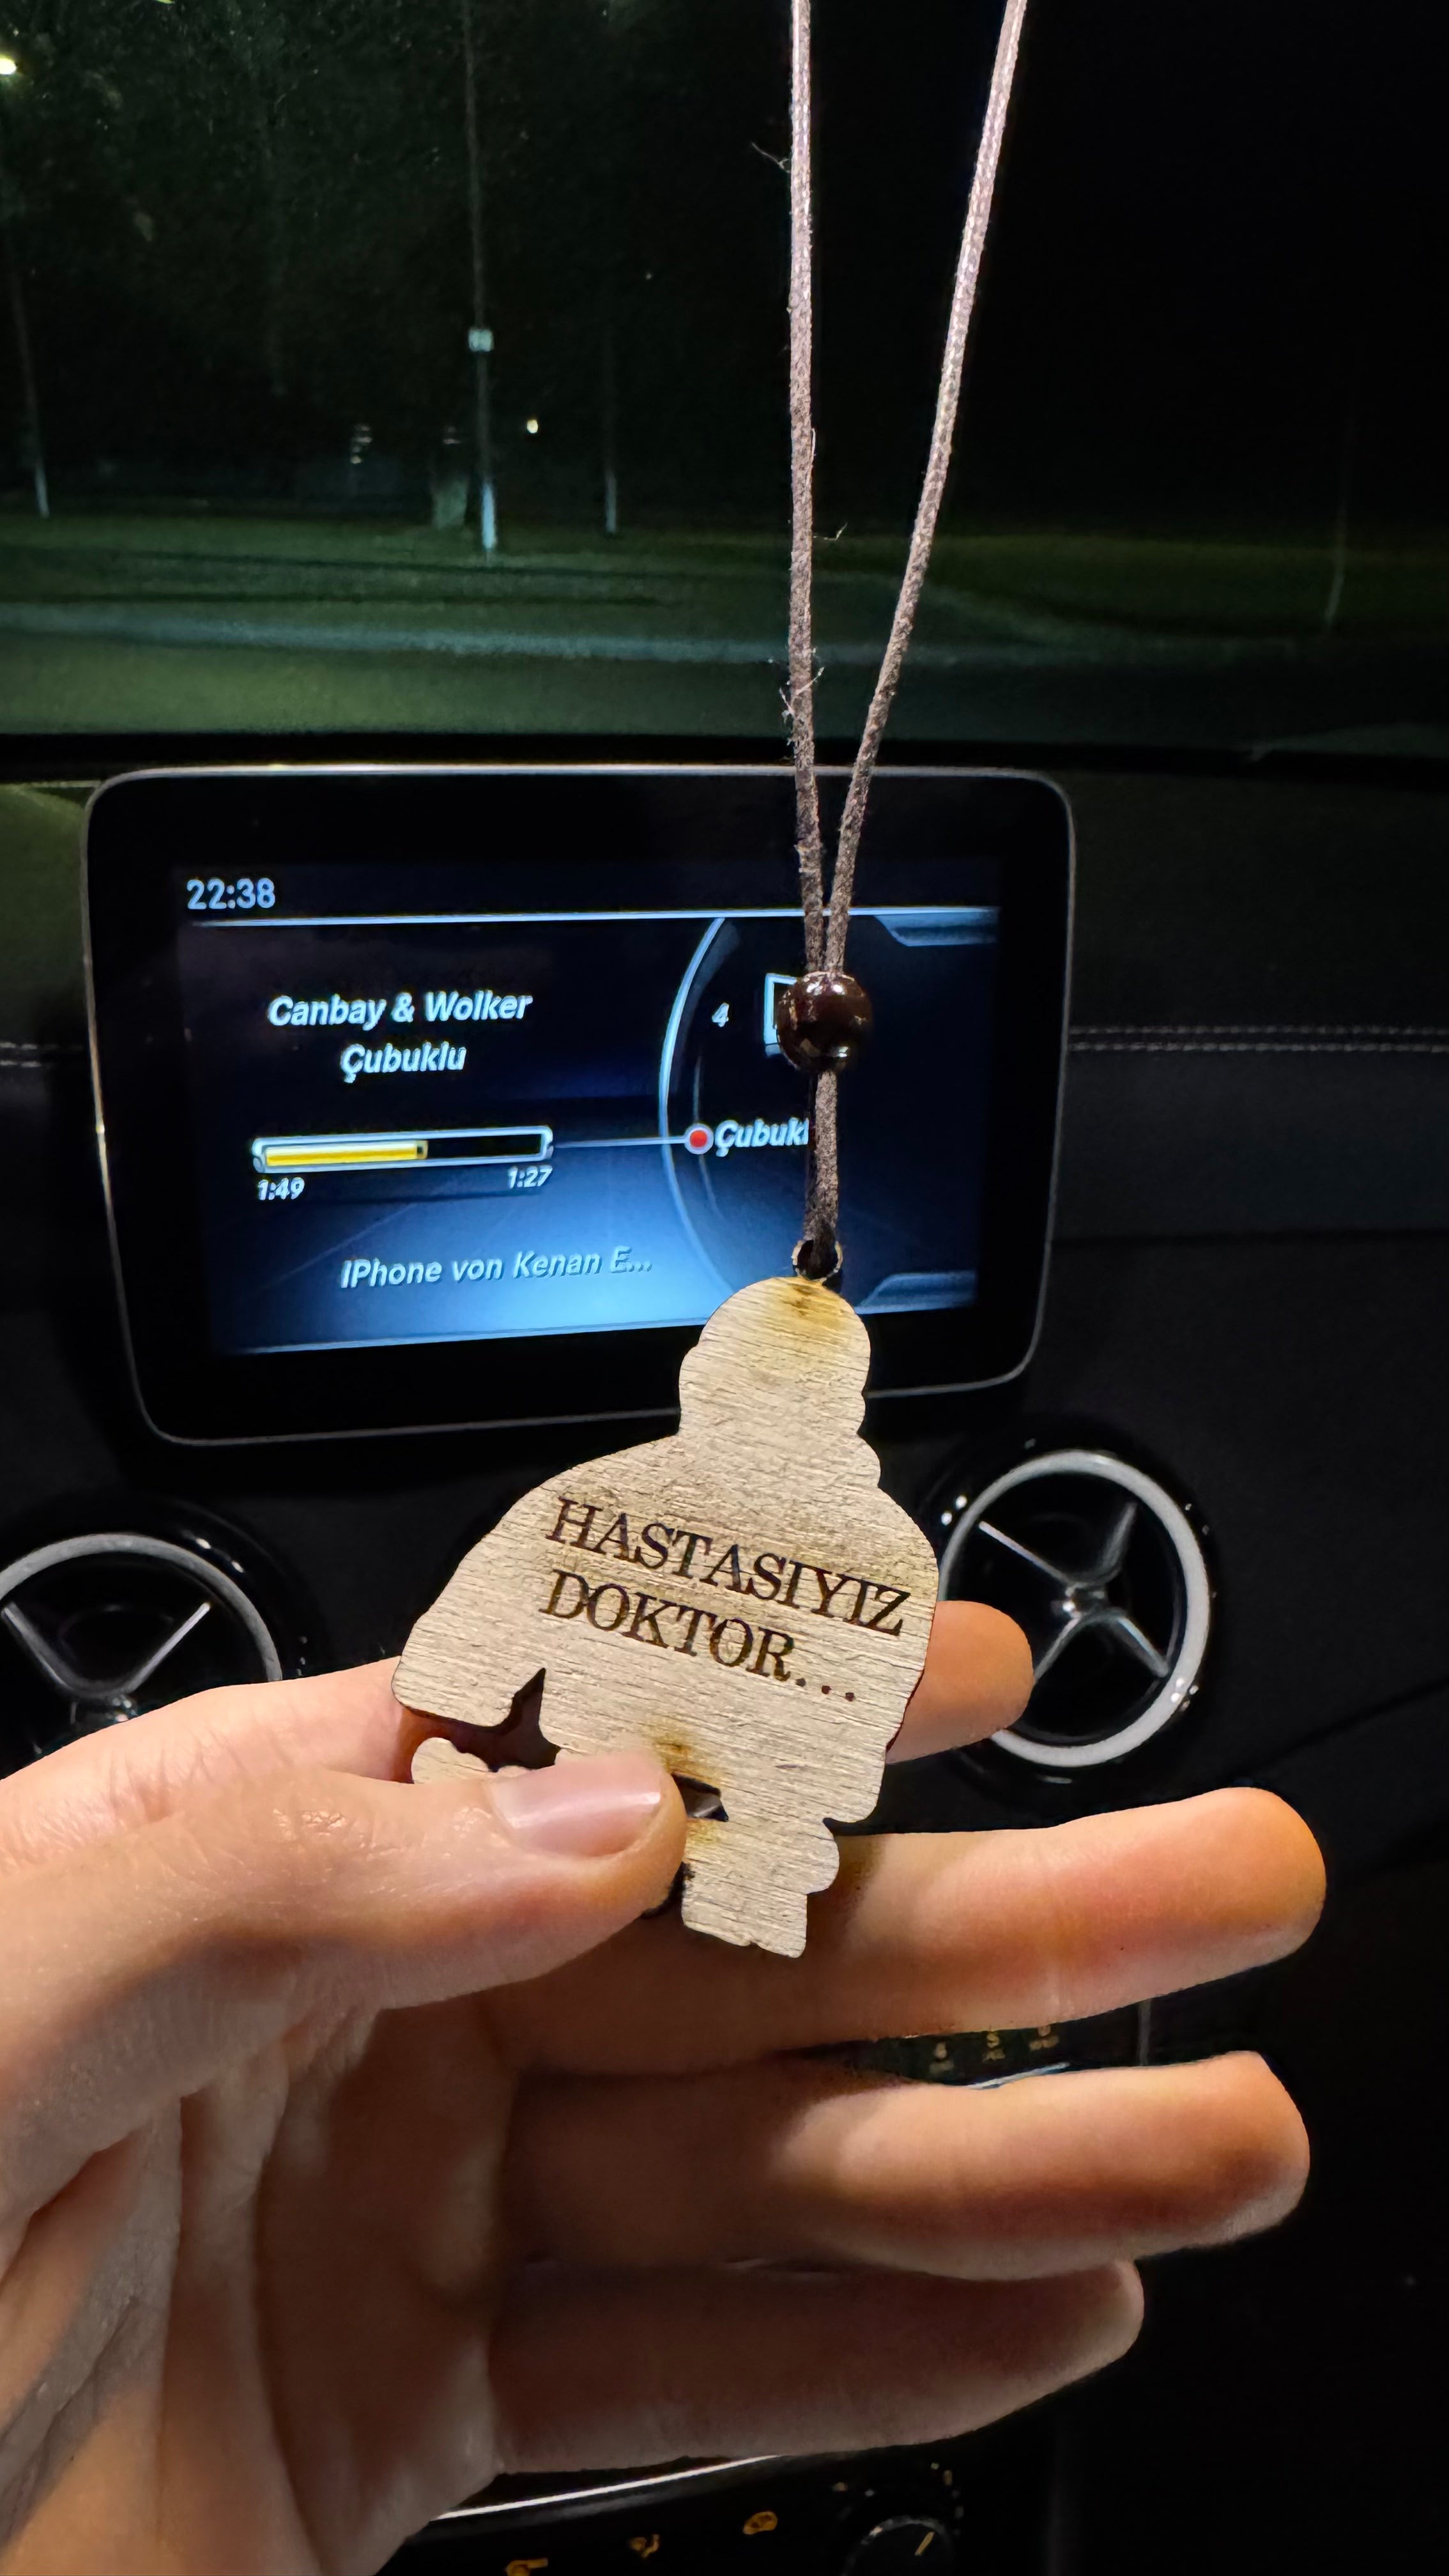 22:38
Canbay & Wolker
Çubuklu
4
Çubukl
1:49
1:27
iPhone von Kenan E...
HASTASIYIZ
DOKTOR...